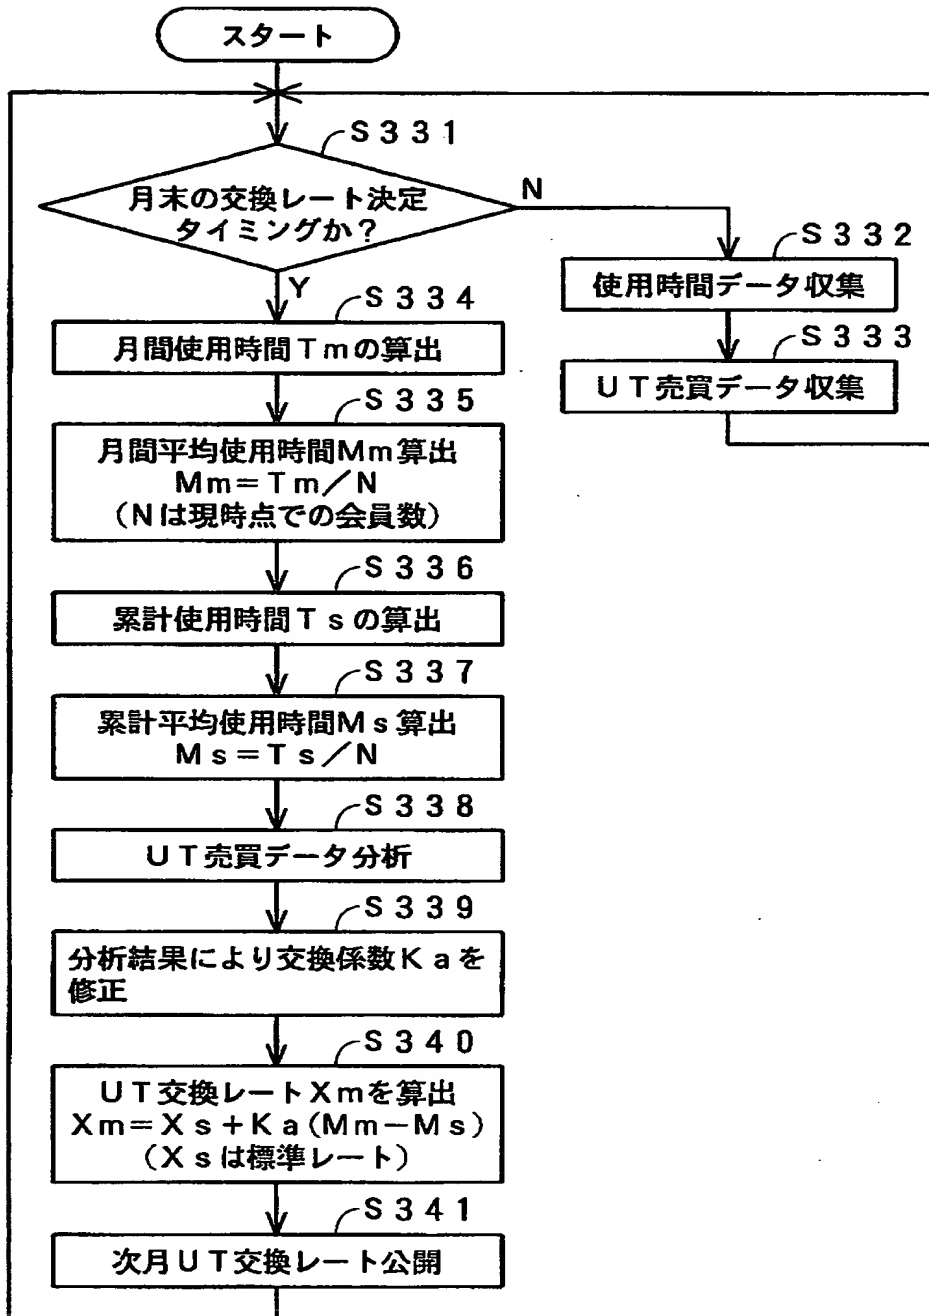 スタート
S331
月末の交換レート決定
タイミングか?
N
Y
S332
使用時間データ収集
S333
UT売買データ収集
S334
月間使用時間Tmの算出
S335
月間平均使用時間Mm算出
Mm=Tm/N
(Nは現時点での会員数)
S336
累計使用時間Tsの算出
S337
累計平均使用時間Ms算出
Ms=Ts/N
S338
UT売買データ分析
S339
分析結果により交換係数Kaを
修正
S340
UT交換レートXmを算出
Xm=Xs+Ka(Mm-Ms)
(Xsは標準レート)
S341
次月UT交換レート公開